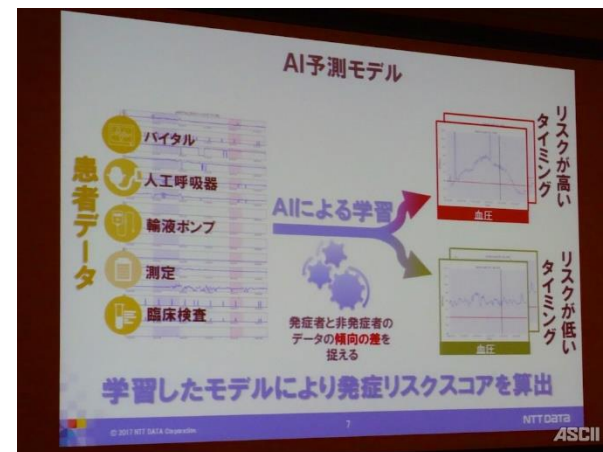 AI予測モデル
患者データ
バイタル
人工呼吸器
輸液ポンプ
測定
臨床検査
AIによる学習
発症者と非発症者の
データの傾向の差を
捉える
血圧
リスクが高い
タイミング
血圧
リスクが低い
タイミング
学習したモデルにより発症リスクスコアを算出
© 2017 NTT DATA Corporation
7
NTT DATA
ASCII